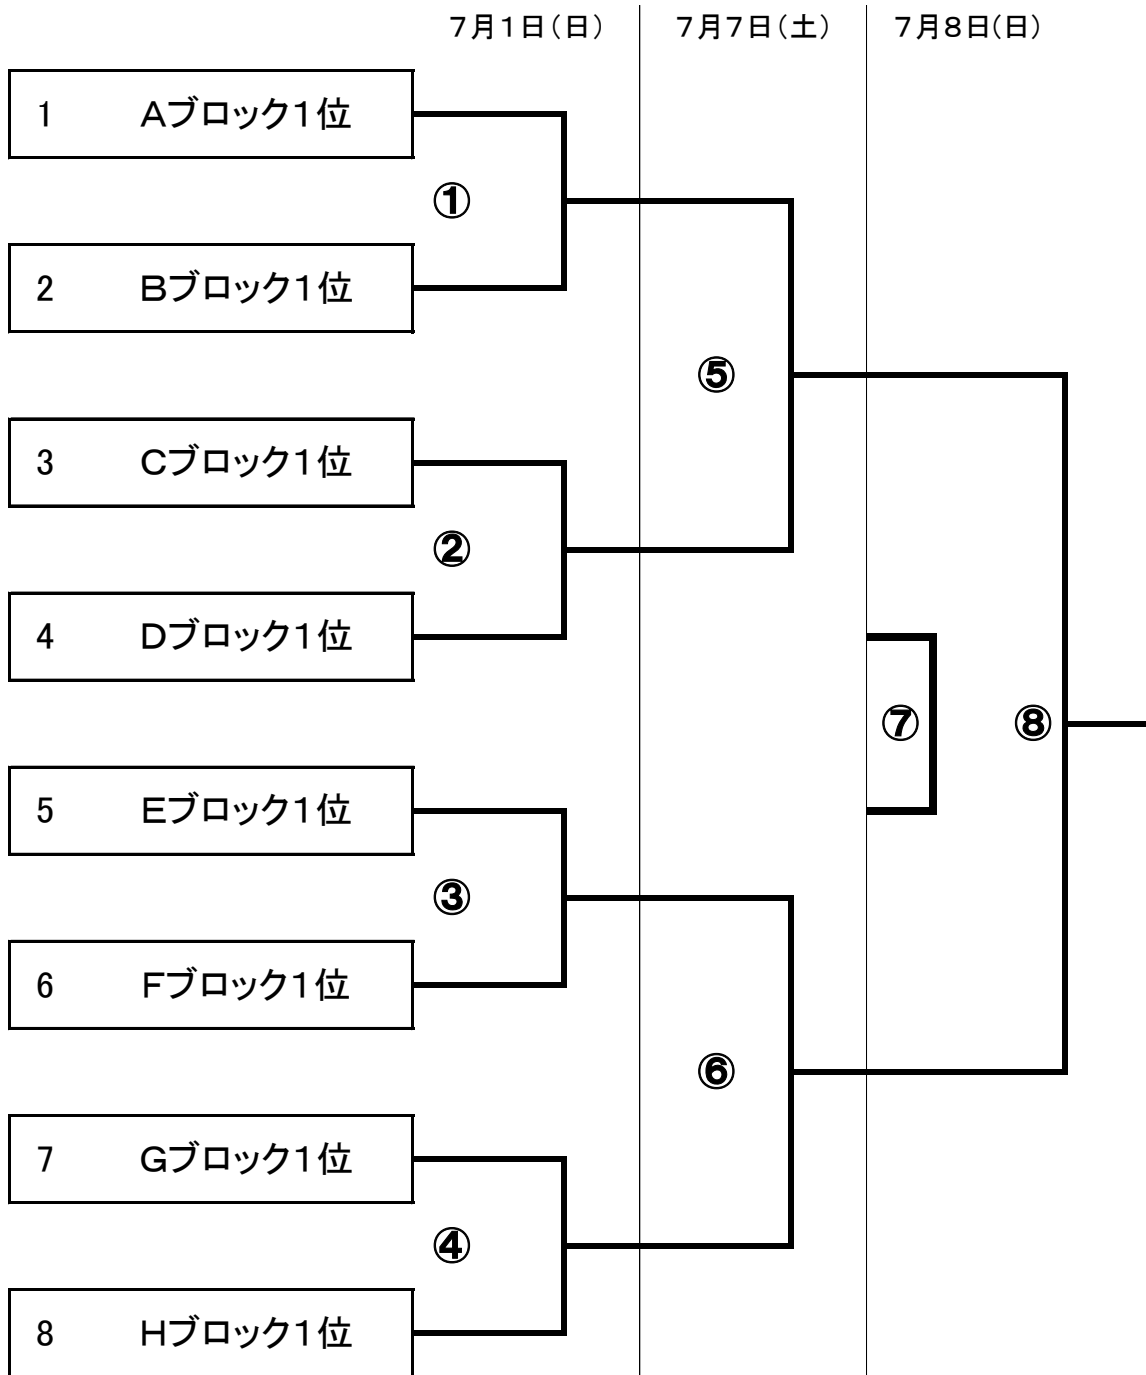 ７月１日（日） ７月７日（土） ７月８日(日)
1 Ａブロック１位
①
2 Ｂブロック１位
⑤
3 Ｃブロック１位
②
4 Ｄブロック１位
⑦ ⑧
5 Ｅブロック１位
③
6 Ｆブロック１位
⑥
7 Ｇブロック１位
④
8 Ｈブロック１位